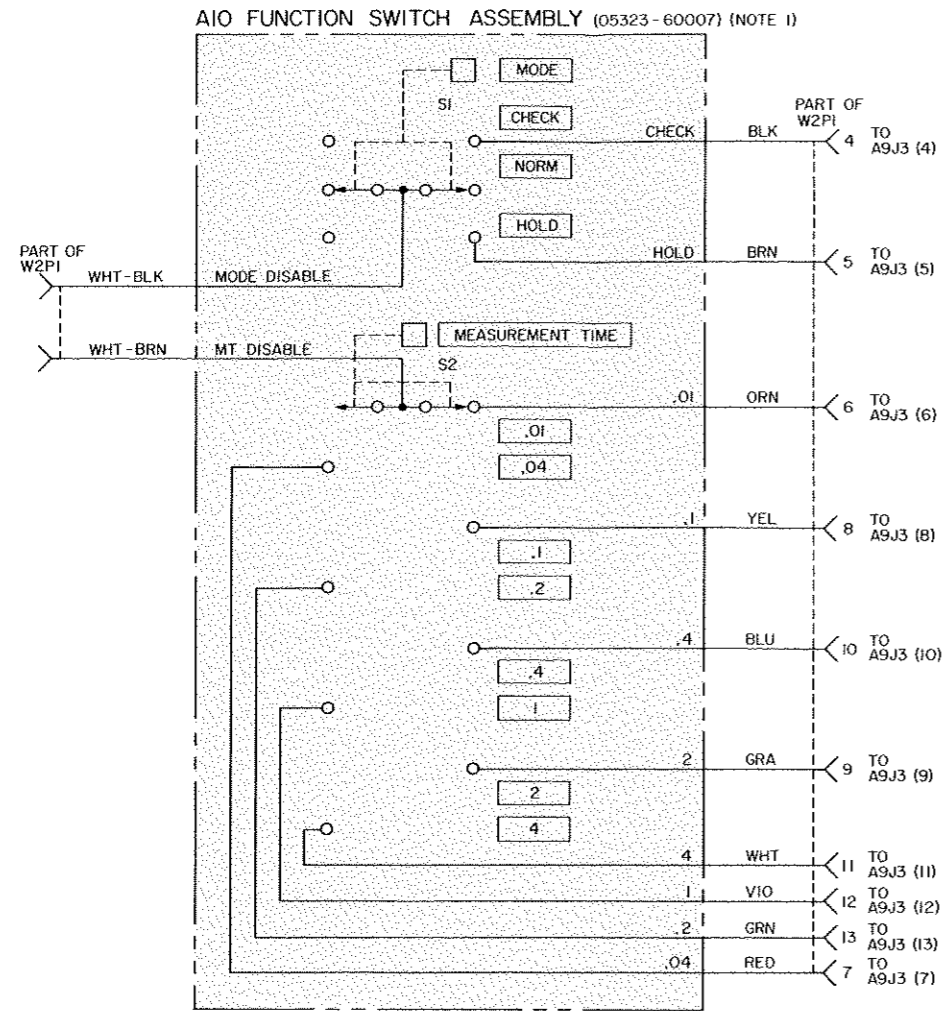 A10 FUNCTION SWITCH ASSEMBLY (05323-60007) (NOTE 1)
MODE
S1
CHECK
PART OF
W2P1
CHECK BLK 4 TO
A9J3 (4)
NORM
HOLD
HOLD BRN 5 TO
A9J3 (5)
PART OF
W2P1
WHT-BLK MODE DISABLE
MEASUREMENT TIME
WHT-BRN MT DISABLE
S2
.01 ORN 6 TO
A9J3 (6)
.01
.04
.1 YEL 8 TO
A9J3 (8)
.1
.2
.4 BLU 10 TO
A9J3 (10)
.4
1
2 GRA 9 TO
A9J3 (9)
2
4
4 WHT 11 TO
A9J3 (11)
1 VIO 12 TO
A9J3 (12)
.2 GRN 13 TO
A9J3 (13)
.04 RED 7 TO
A9J3 (7)